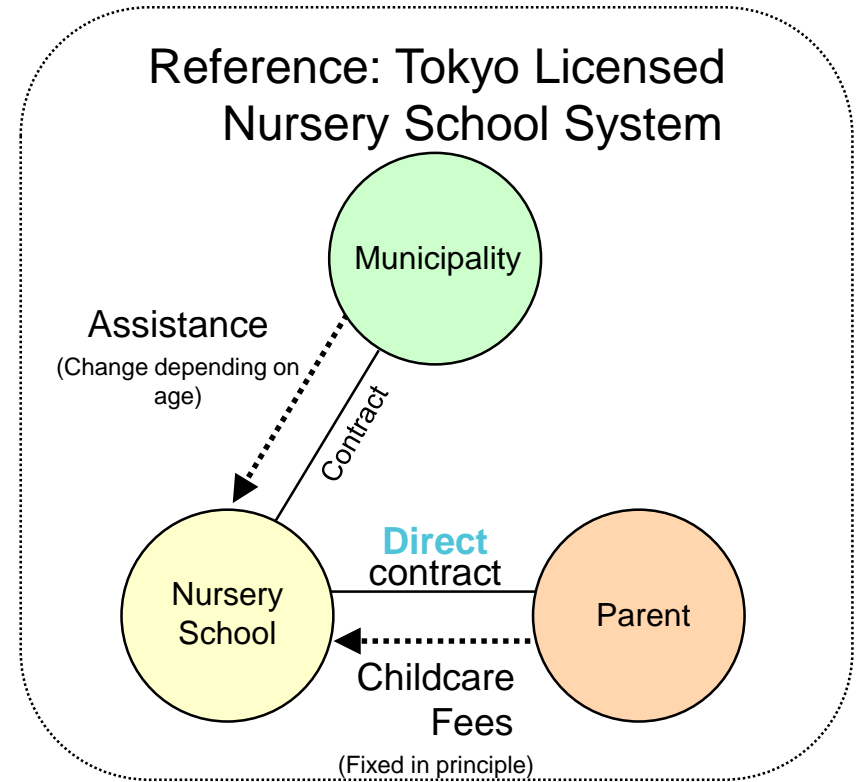 Reference: Tokyo Licensed
Nursery School System
Municipality
Assistance
(Change depending on
age)
Contract
Direct
contract
Nursery
School
Parent
Childcare
Fees
(Fixed in principle)